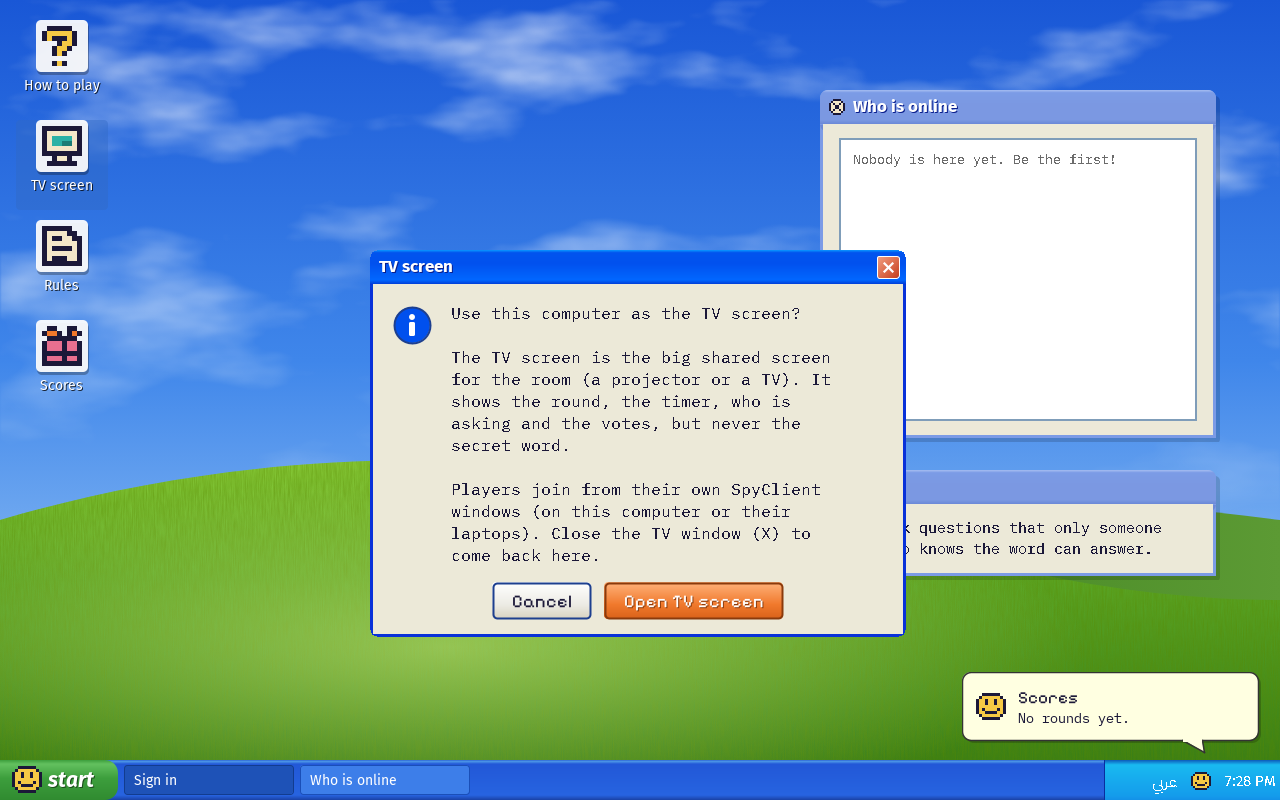 How to play
TV screen
Rules
Scores
Who is online
Nobody is here yet. Be the first!
TV screen
Use this computer as the TV screen?
The TV screen is the big shared screen
for the room (a projector or a TV). It
shows the round, the timer, who is
asking and the votes, but never the
secret word.
Players join from their own SpyClient
windows (on this computer or their
laptops). Close the TV window (X) to
come back here.
Cancel
Open TV screen
questions that only someone
knows the word can answer.
Scores
No rounds yet.
start
Sign in
Who is online
عربي
7:28 PM